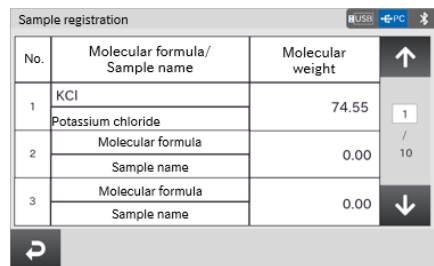 Sample registration
USB
PC
No.
Molecular formula/
Sample name
Molecular
weight
1
KCl
Potassium chloride
74.55
2
Molecular formula
Sample name
0.00
3
Molecular formula
Sample name
0.00
1
/
10